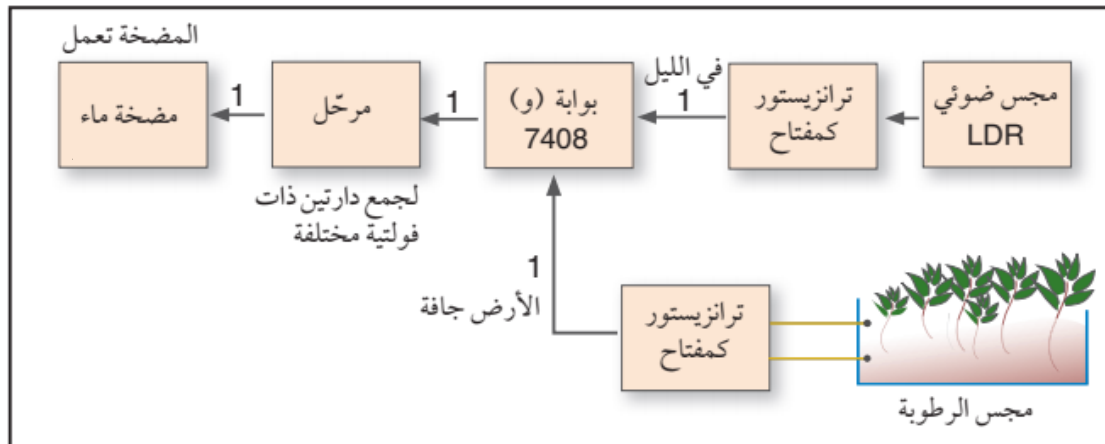 مجس ضوئي
LDR
ترانزيستور
كمفتاح
في الليل
1
بوابة (و)
7408
1
مرحّل
لجمع دارتين ذات
فولتية مختلفة
1
المضخة تعمل
مضخة ماء
مجس الرطوبة
ترانزيستور
كمفتاح
1
الأرض جافة